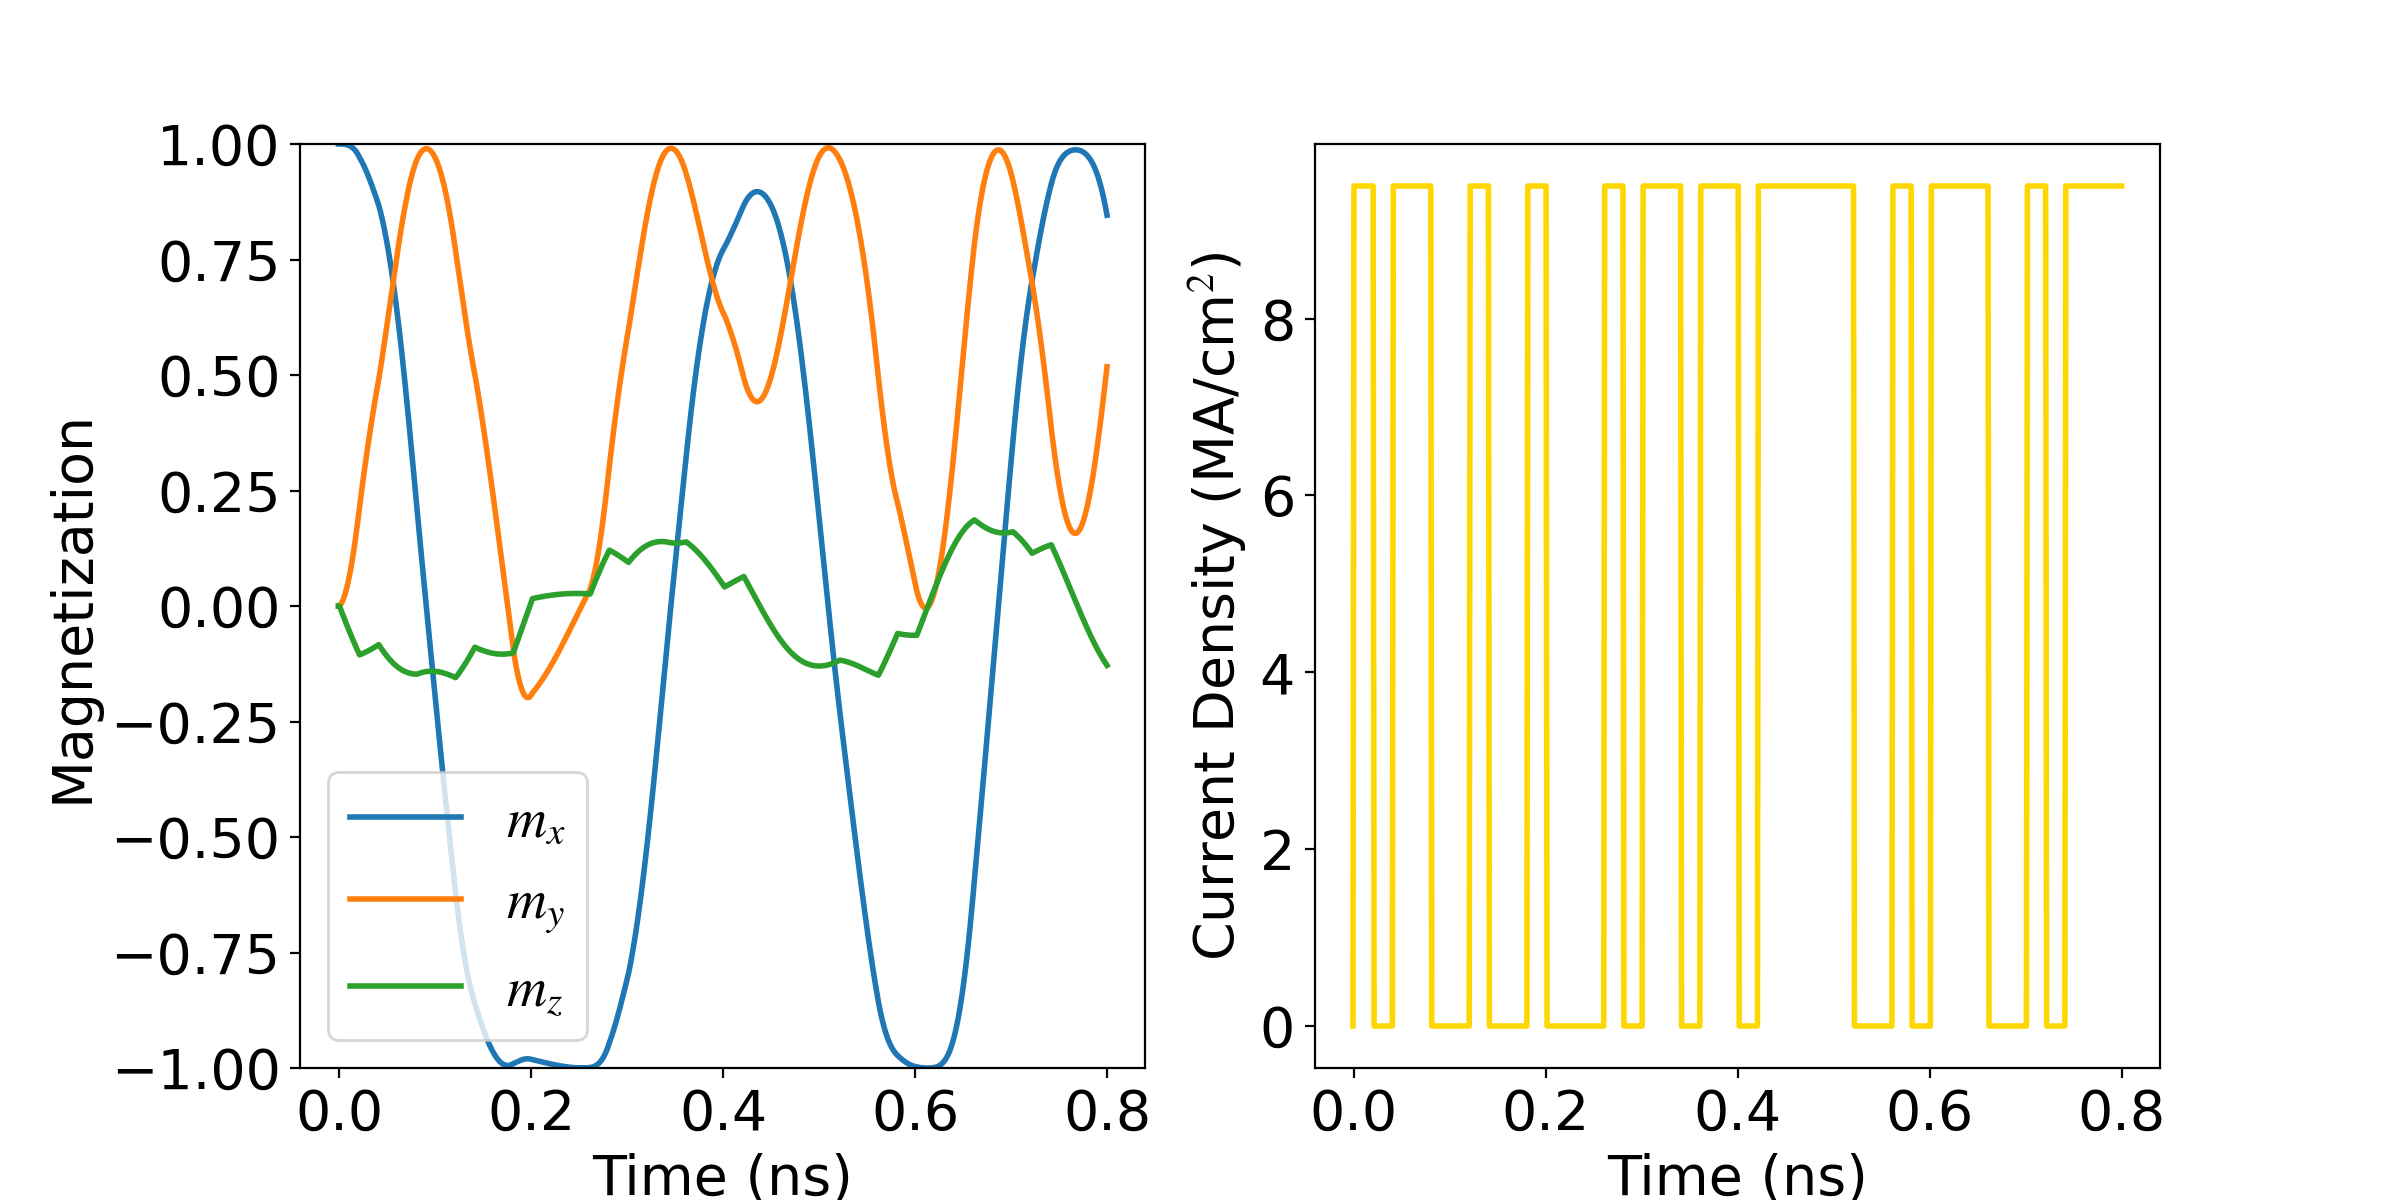 1.00
0.75
0.50
0.25
0.00
−0.25
−0.50
−0.75
−1.00
Magnetization
m_x
m_y
m_z
0.0 0.2 0.4 0.6 0.8
Time (ns)
8
6
4
2
0
Current Density (MA/cm²)
0.0 0.2 0.4 0.6 0.8
Time (ns)